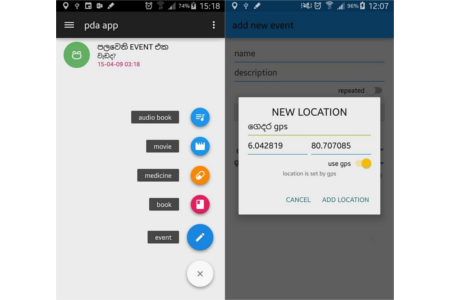 74% 15:18
pda app
පලවෙනි EVENT එක
වැඩද?
15-04-09 03:18
audio book
movie
medicine
book
event
96% 12:07
add new event
name
description
repeated
NEW LOCATION
ගෙදර gps
6.042819 80.707085
use gps
location is set by gps
CANCEL ADD LOCATION